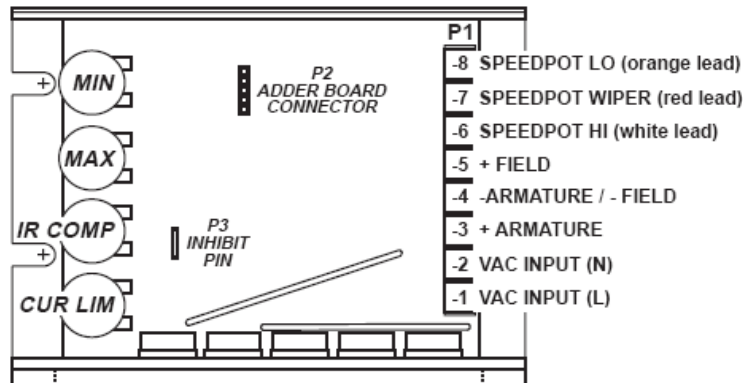 P1
-8 SPEEDPOT LO (orange lead)
-7 SPEEDPOT WIPER (red lead)
-6 SPEEDPOT HI (white lead)
-5 + FIELD
-4 -ARMATURE / - FIELD
-3 + ARMATURE
-2 VAC INPUT (N)
-1 VAC INPUT (L)
P2
ADDER BOARD
CONNECTOR
P3
INHIBIT
PIN
MIN
MAX
IR COMP
CUR LIM